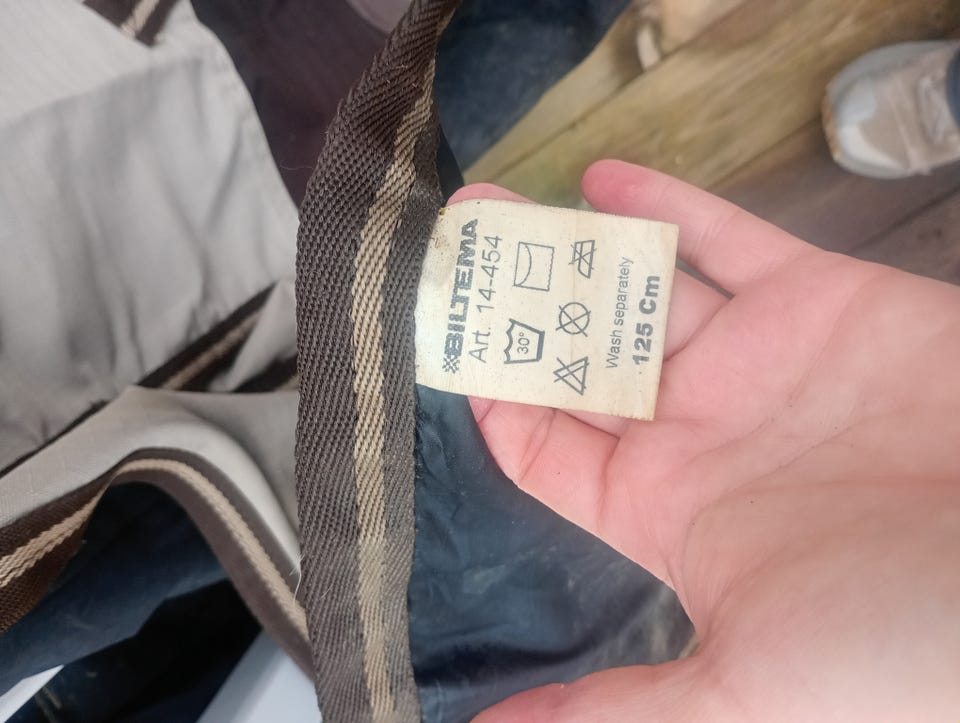 BILTEMA
Art. 14-454
30°
Wash separately
125 Cm